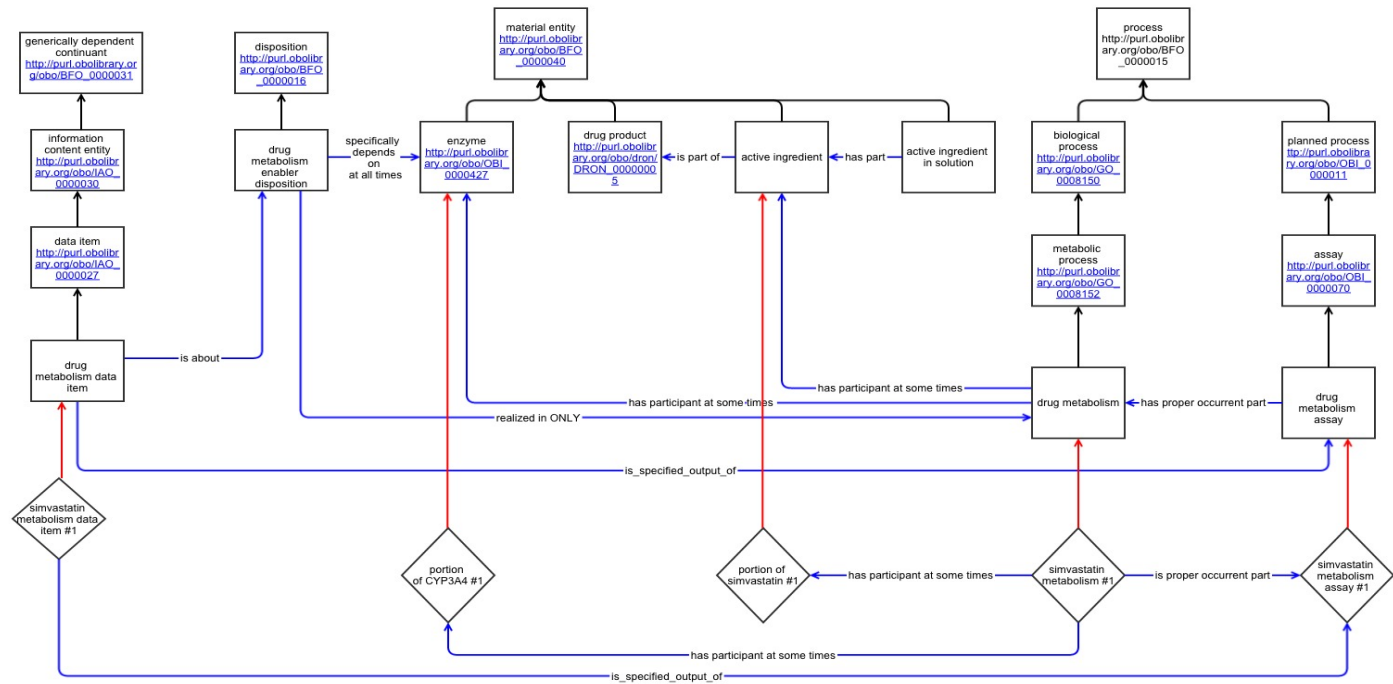 generically dependent
continuant
http://purl.obolibrary.or
g/obo/BFO_0000031
disposition
http://purl.obolibr
ary.org/obo/BFO
_0000016
material entity
http://purl.obolibr
ary.org/obo/BFO
_0000040
process
http://purl.obolibr
ary.org/obo/BFO
_0000015
information
content entity
http://purl.obolibr
ary.org/obo/IAO
_0000030
drug
metabolism
enabler
disposition
specifically
depends
on
at all times
enzyme
http://purl.obolibr
ary.org/obo/OBI_
0000427
drug product
http://purl.obolibr
ary.org/obo/dron/
DRON_0000000
5
is part of
active ingredient
has part
active ingredient
in solution
biological
process
http://purl.obolibr
ary.org/obo/GO_
0008150
planned process
ttp://purl.obolibra
ry.org/obo/OBI_0
000011
data item
http://purl.obolibr
ary.org/obo/IAO_
0000027
metabolic
process
http://purl.obolibr
ary.org/obo/GO_
0008152
assay
http://purl.obolibr
ary.org/obo/OBI_
0000070
drug
metabolism data
item
is about
has participant at some times
has participant at some times
realized in ONLY
drug metabolism
has proper occurrent part
drug
metabolism
assay
is_specified_output_of
simvastatin
metabolism data
item #1
portion
of CYP3A4 #1
portion of
simvastatin #1
has participant at some times
simvastatin
metabolism #1
is proper occurrent part
simvastatin
metabolism
assay #1
has participant at some times
is_specified_output_of